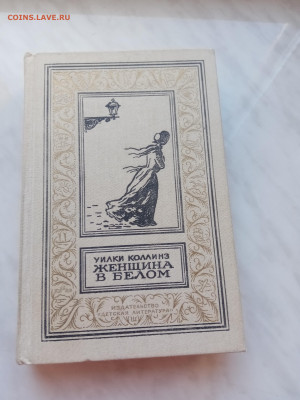 COINS.LAVE.RU
УИЛКИ КОЛЛИНЗ
ЖЕНЩИНА
В БЕЛОМ
ИЗДАТЕЛЬСТВО
"ДЕТСКАЯ ЛИТЕРАТУРА"